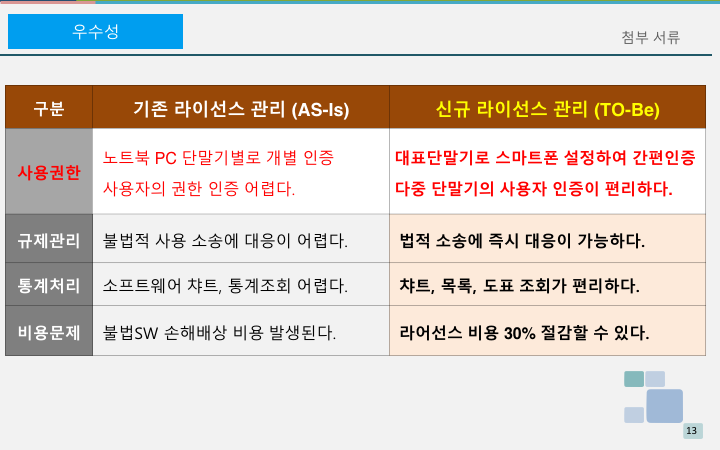 우수성
첨부 서류
구분 기존 라이선스 관리 (AS-Is) 신규 라이선스 관리 (TO-Be)
사용권한
노트북 PC 단말기별로 개별 인증
사용자의 권한 인증 어렵다.
대표단말기로 스마트폰 설정하여 간편인증
다중 단말기의 사용자 인증이 편리하다.
규제관리 불법적 사용 소송에 대응이 어렵다. 법적 소송에 즉시 대응이 가능하다.
통계처리 소프트웨어 챠트, 통계조회 어렵다. 챠트, 목록, 도표 조회가 편리하다.
비용문제 불법SW 손해배상 비용 발생된다. 라어선스 비용 30% 절감할 수 있다.
13